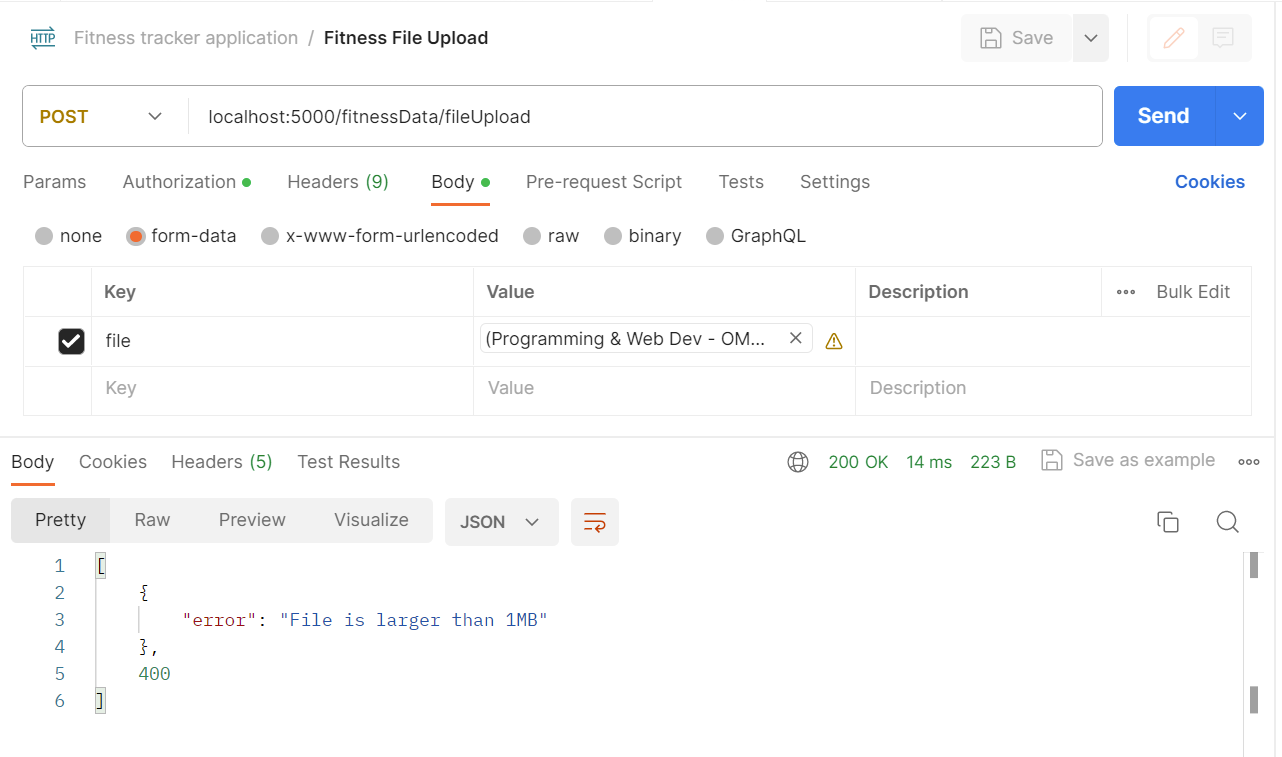 HTTP Fitness tracker application / Fitness File Upload Save
POST localhost:5000/fitnessData/fileUpload Send
Params Authorization Headers (9) Body Pre-request Script Tests Settings Cookies
none form-data x-www-form-urlencoded raw binary GraphQL
Key Value Description ••• Bulk Edit
file (Programming & Web Dev - OM...
Key Value Description
Body Cookies Headers (5) Test Results 200 OK 14 ms 223 B Save as example
Pretty Raw Preview Visualize JSON
1 [
2 {
3 "error": "File is larger than 1MB"
4 },
5 400
6 ]